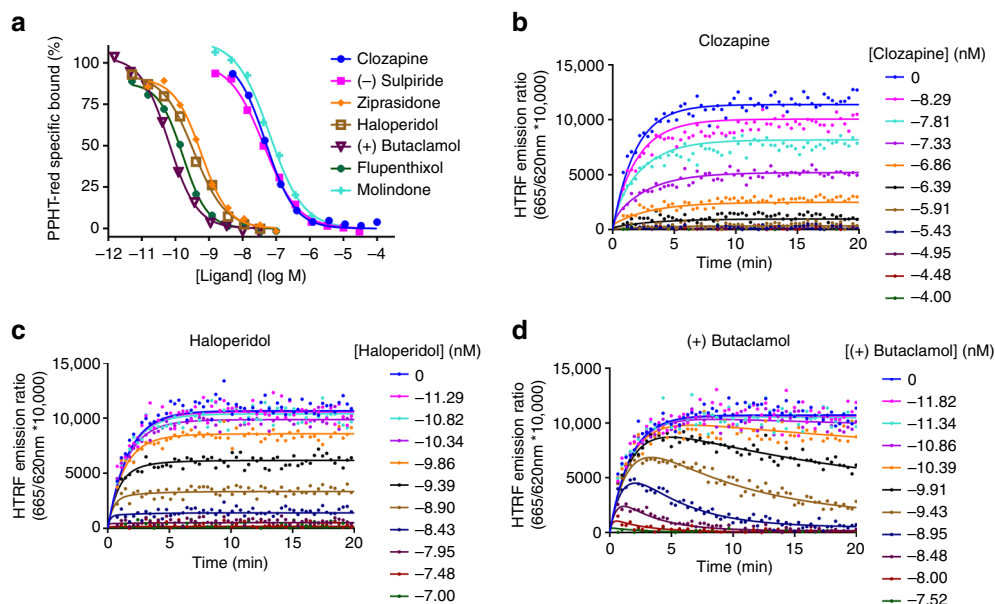 a
PPHT-red specific bound (%)
100
75
50
25
0
−12 −11 −10 −9 −8 −7 −6 −5 −4
[Ligand] (log M)
Clozapine
(−) Sulpiride
Ziprasidone
Haloperidol
(+) Butaclamol
Flupenthixol
Molindone
b
Clozapine
HTRF emission ratio
(665/620nm *10,000)
15,000
10,000
5000
0
0 5 10 15 20
Time (min)
[Clozapine] (nM)
0
−8.29
−7.81
−7.33
−6.86
−6.39
−5.91
−5.43
−4.95
−4.48
−4.00
c
Haloperidol
HTRF emission ratio
(665/620nm *10,000)
15,000
10,000
5000
0
0 5 10 15 20
Time (min)
[Haloperidol] (nM)
0
−11.29
−10.82
−10.34
−9.86
−9.39
−8.90
−8.43
−7.95
−7.48
−7.00
d
(+) Butaclamol
HTRF emission ratio
(665/620nm *10,000)
15,000
10,000
5000
0
0 5 10 15 20
Time (min)
[(+) Butaclamol] (nM)
0
−11.82
−11.34
−10.86
−10.39
−9.91
−9.43
−8.95
−8.48
−8.00
−7.52